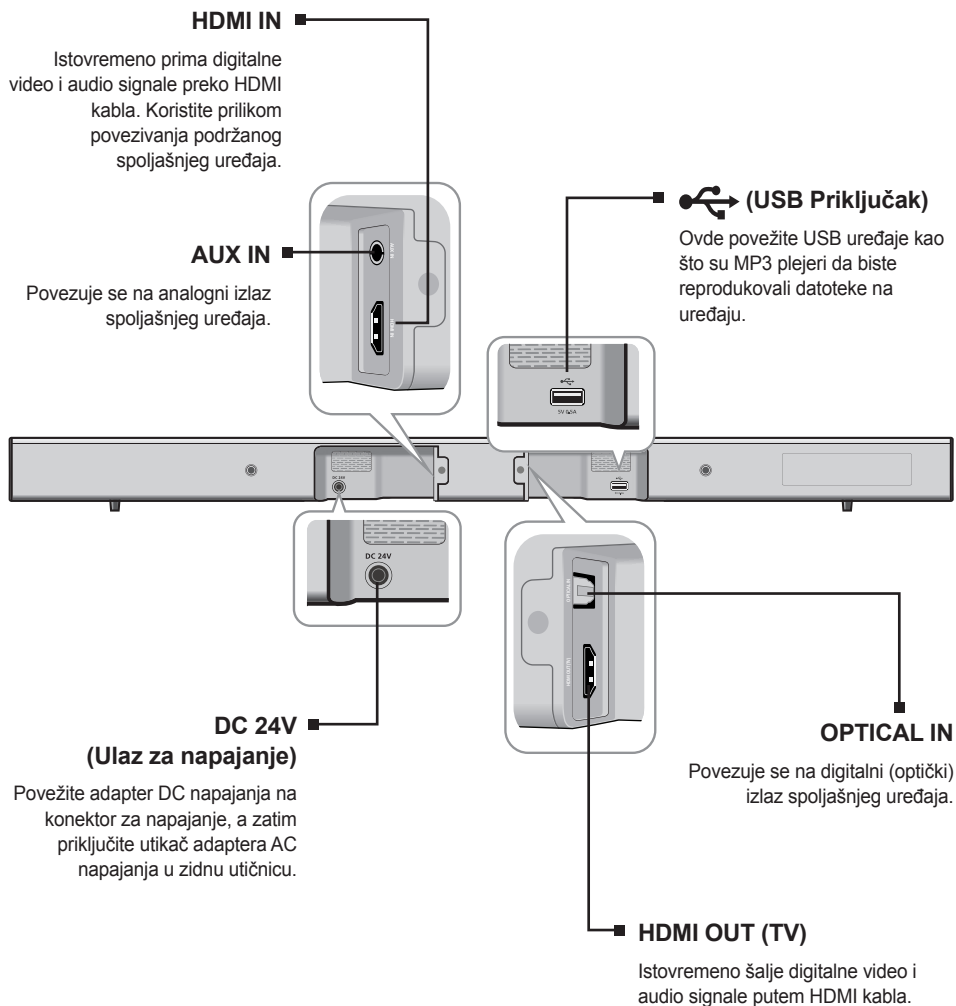 HDMI IN
Istovremeno prima digitalne
video i audio signale preko HDMI
kabla. Koristite prilikom
povezivanja podržanog
spoljašnjeg uređaja.
AUX IN
Povezuje se na analogni izlaz
spoljašnjeg uređaja.
(USB Priključak)
Ovde povežite USB uređaje kao
što su MP3 plejeri da biste
reprodukovali datoteke na
uređaju.
5V 0.5A
DC 24V
DC 24V
DC 24V
(Ulaz za napajanje)
Povežite adapter DC napajanja na
konektor za napajanje, a zatim
priključite utikač adaptera AC
napajanja u zidnu utičnicu.
OPTICAL IN
Povezuje se na digitalni (optički)
izlaz spoljašnjeg uređaja.
HDMI OUT (TV)
Istovremeno šalje digitalne video i
audio signale putem HDMI kabla.